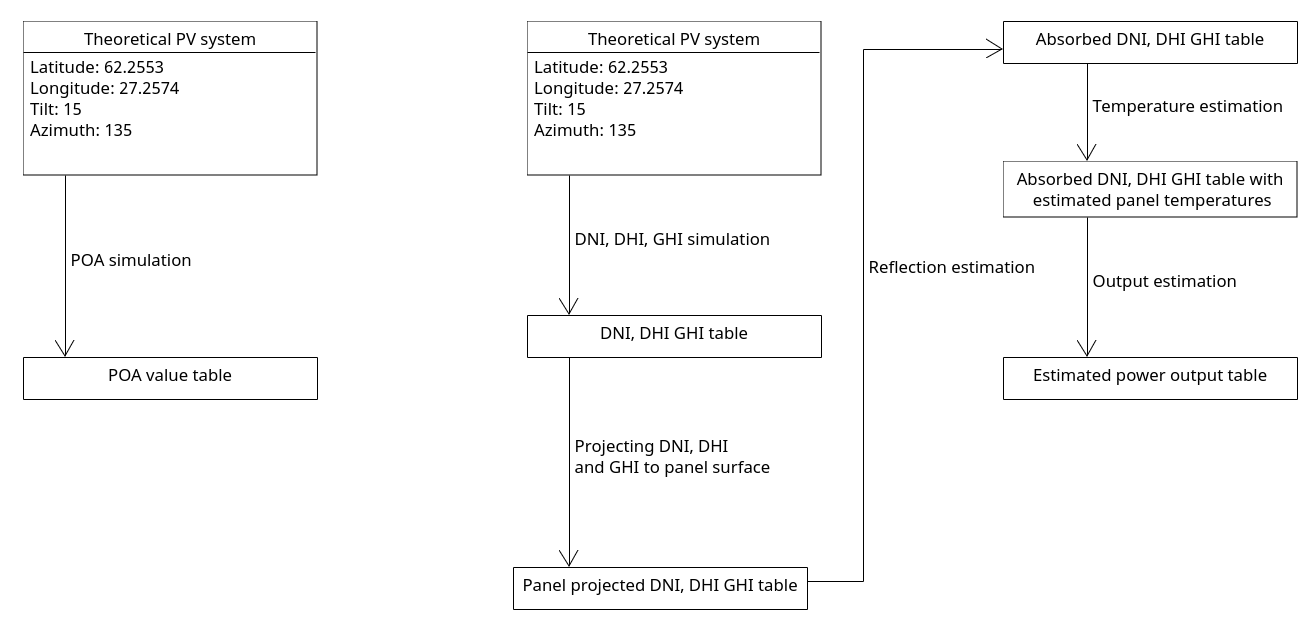 Theoretical PV system
Latitude: 62.2553
Longitude: 27.2574
Tilt: 15
Azimuth: 135
POA simulation
POA value table
Theoretical PV system
Latitude: 62.2553
Longitude: 27.2574
Tilt: 15
Azimuth: 135
DNI, DHI, GHI simulation
DNI, DHI GHI table
Projecting DNI, DHI
and GHI to panel surface
Panel projected DNI, DHI GHI table
Reflection estimation
Absorbed DNI, DHI GHI table
Temperature estimation
Absorbed DNI, DHI GHI table with
estimated panel temperatures
Output estimation
Estimated power output table